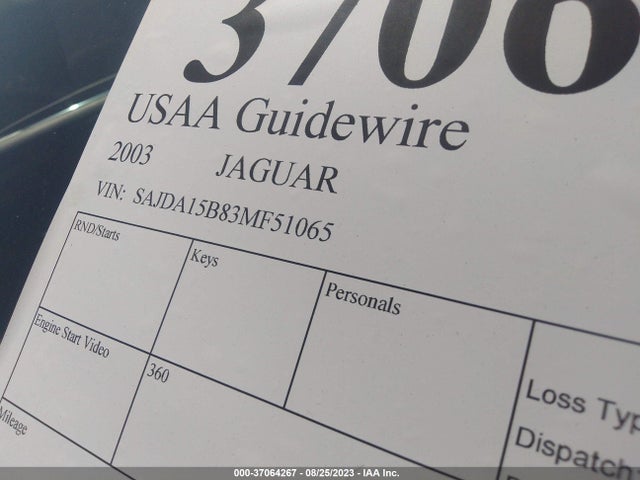 3706
USAA Guidewire
2003 JAGUAR
VIN: SAJDA15B83MF51065
RND/Starts
Keys
Personals
Engine Start Video
360
Loss Typ
Mileage
Dispatch:
000-37064267 - 08/25/2023 - IAA Inc.